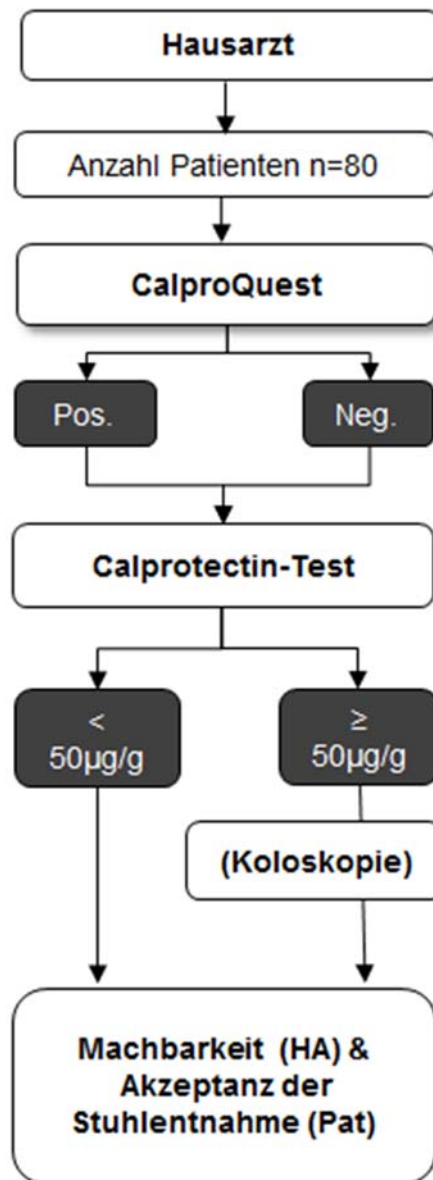 Hausarzt
Anzahl Patienten n=80
CalproQuest
Pos.
Neg.
Calprotectin-Test
<
50µg/g
≥
50µg/g
(Koloskopie)
Machbarkeit (HA) &
Akzeptanz der
Stuhlentnahme (Pat)